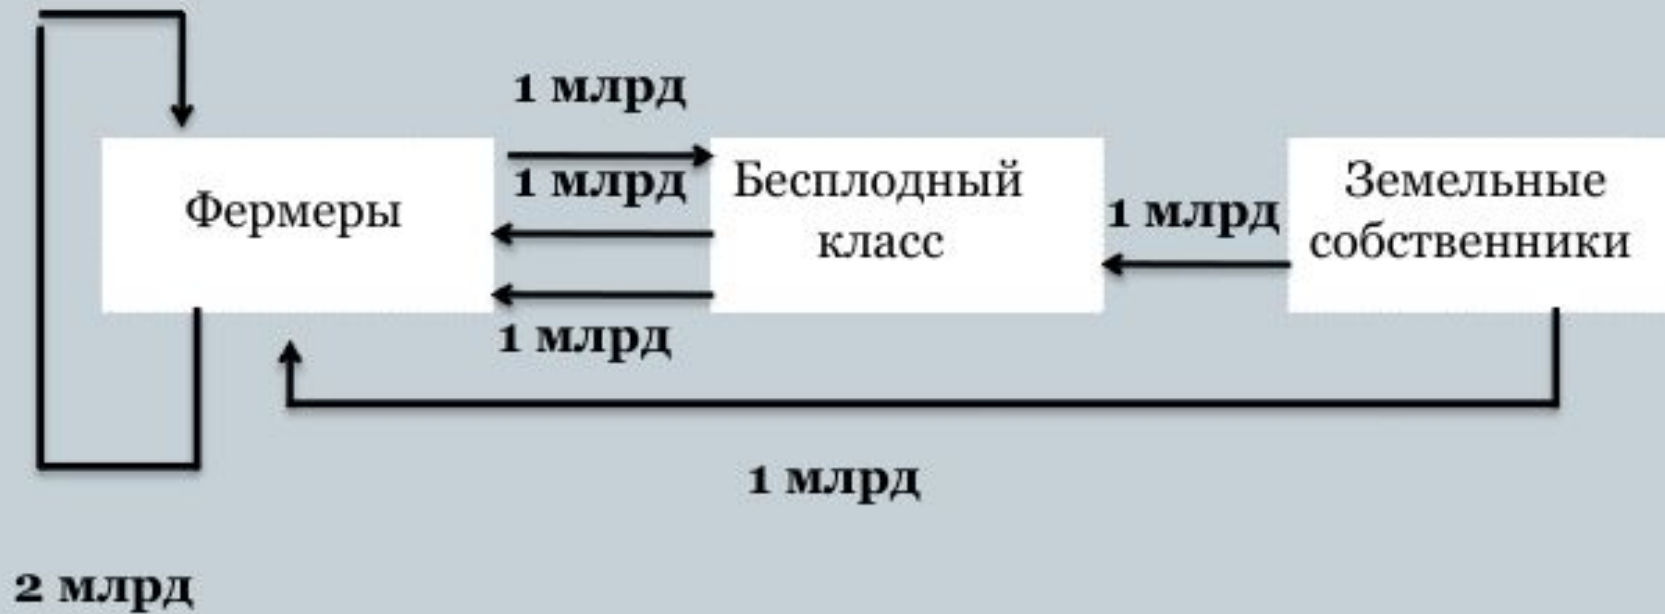 1 млрд
1 млрд
Фермеры
Бесплодный
класс
1 млрд
Земельные
собственники
1 млрд
1 млрд
2 млрд